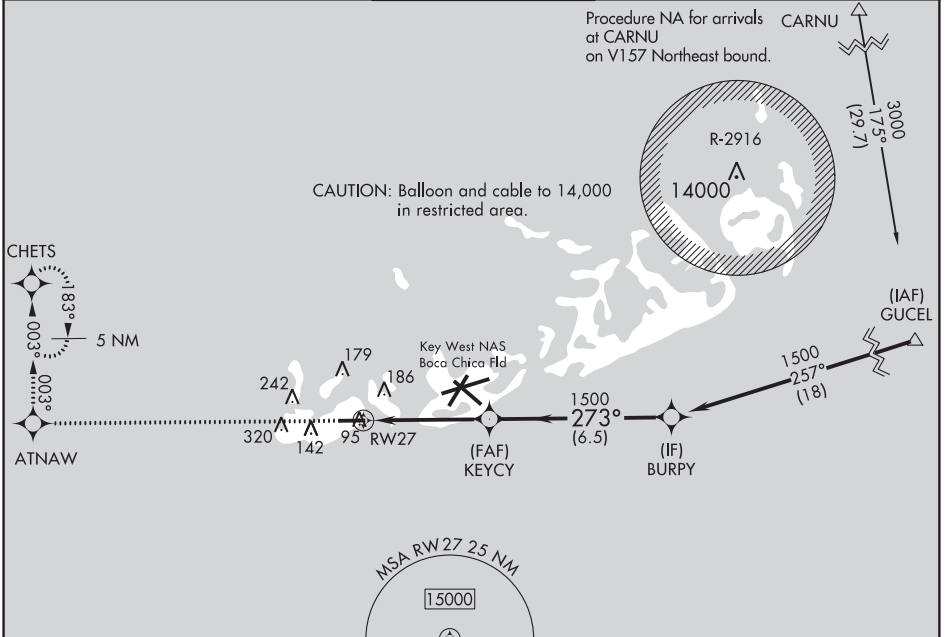 Procedure NA for arrivals
at CARNU
on V157 Northeast bound.
CARNU
3000
175°
(29.7)
R-2916
14000
CAUTION: Balloon and cable to 14,000
in restricted area.
CHETS
183°
003°
5 NM
003°
ATNAW
(IAF)
GUCEL
1500
257°
(18)
Key West NAS
Boca Chica Fld
179
186
242
320
142
95
RW27
(FAF)
KEYCY
1500
273°
(6.5)
(IF)
BURPY
MSA RW27 25 NM
15000